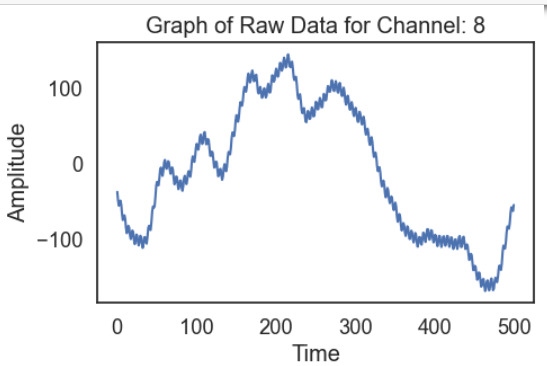 Graph of Raw Data for Channel: 8
Amplitude
100
0
−100
0 100 200 300 400 500
Time